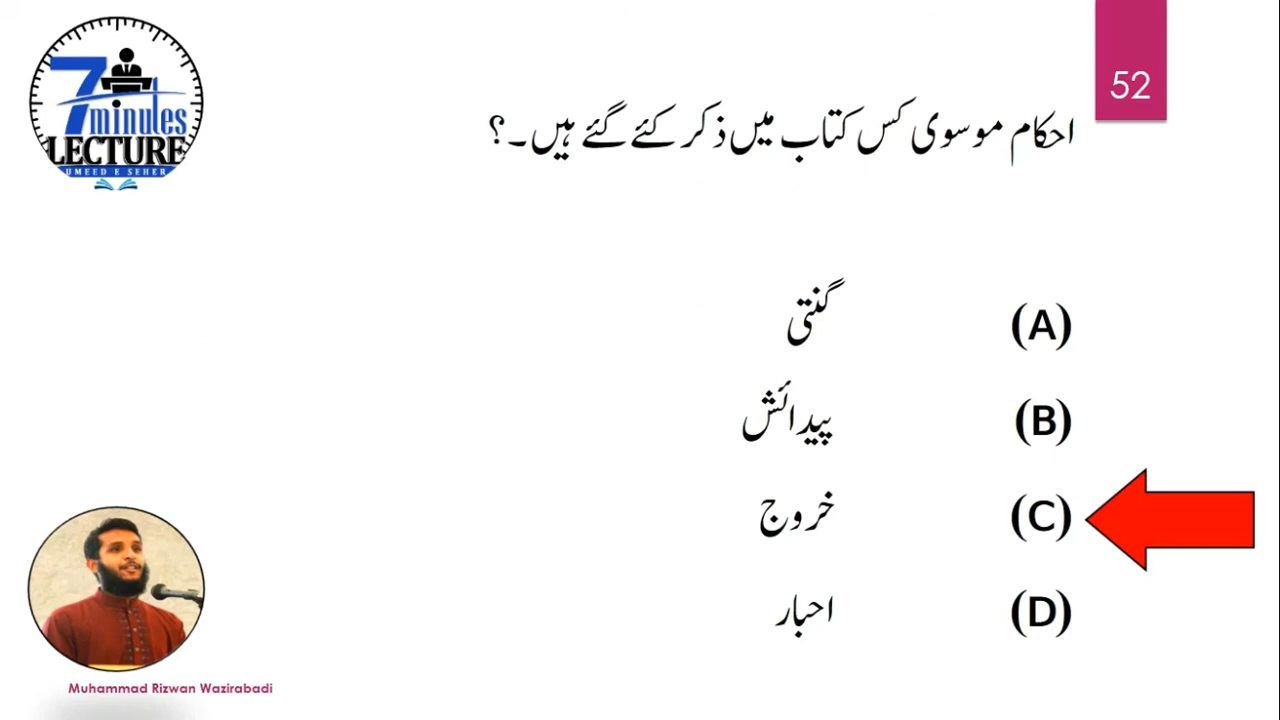 7
minutes
LECTURE
UMEED E SEHER
52
احکام موسوی کس کتاب میں ذکر کئے گئے ہیں۔؟
(A) گنتی
(B) پیدائش
(C) خروج
(D) احبار
Muhammad Rizwan Wazirabadi